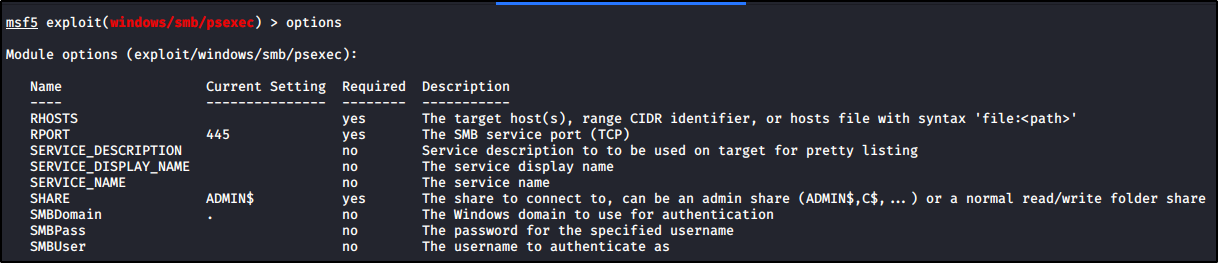 msf5 exploit(windows/smb/psexec) > options
Module options (exploit/windows/smb/psexec):
Name Current Setting Required Description
---- --------------- -------- -----------
RHOSTS yes The target host(s), range CIDR identifier, or hosts file with syntax 'file:<path>'
RPORT 445 yes The SMB service port (TCP)
SERVICE_DESCRIPTION no Service description to to be used on target for pretty listing
SERVICE_DISPLAY_NAME no The service display name
SERVICE_NAME no The service name
SHARE ADMIN$ yes The share to connect to, can be an admin share (ADMIN$,C$,...) or a normal read/write folder share
SMBDomain . no The Windows domain to use for authentication
SMBPass no The password for the specified username
SMBUser no The username to authenticate as